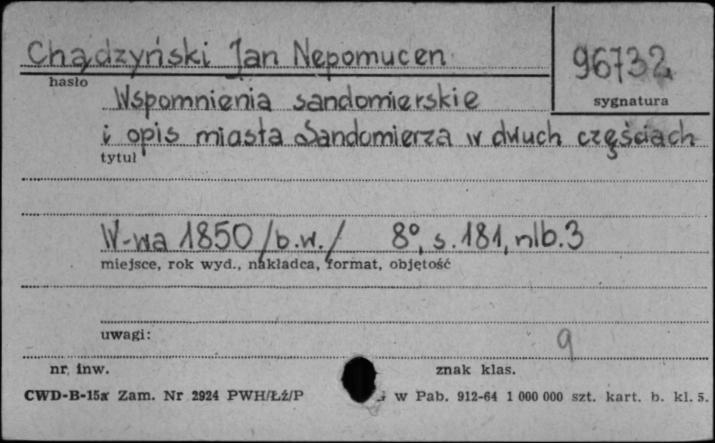 Chądzyński Jan Nepomucen
96732
hasło
sygnatura
Wspomnienia sandomierskie
i opis miasta Sandomierza w dwuch częściach
tytuł
W-wa 1850 /b.w./ 8°, s. 181, nlb. 3
miejsce, rok wyd., nakładca, format, objętość
uwagi:
9
nr. inw.
znak klas.
CWD-B-15a Zam. Nr 2924 PWH/Łź/P w Pab. 912-64 1 000 000 szt. kart. b. kl. 5.